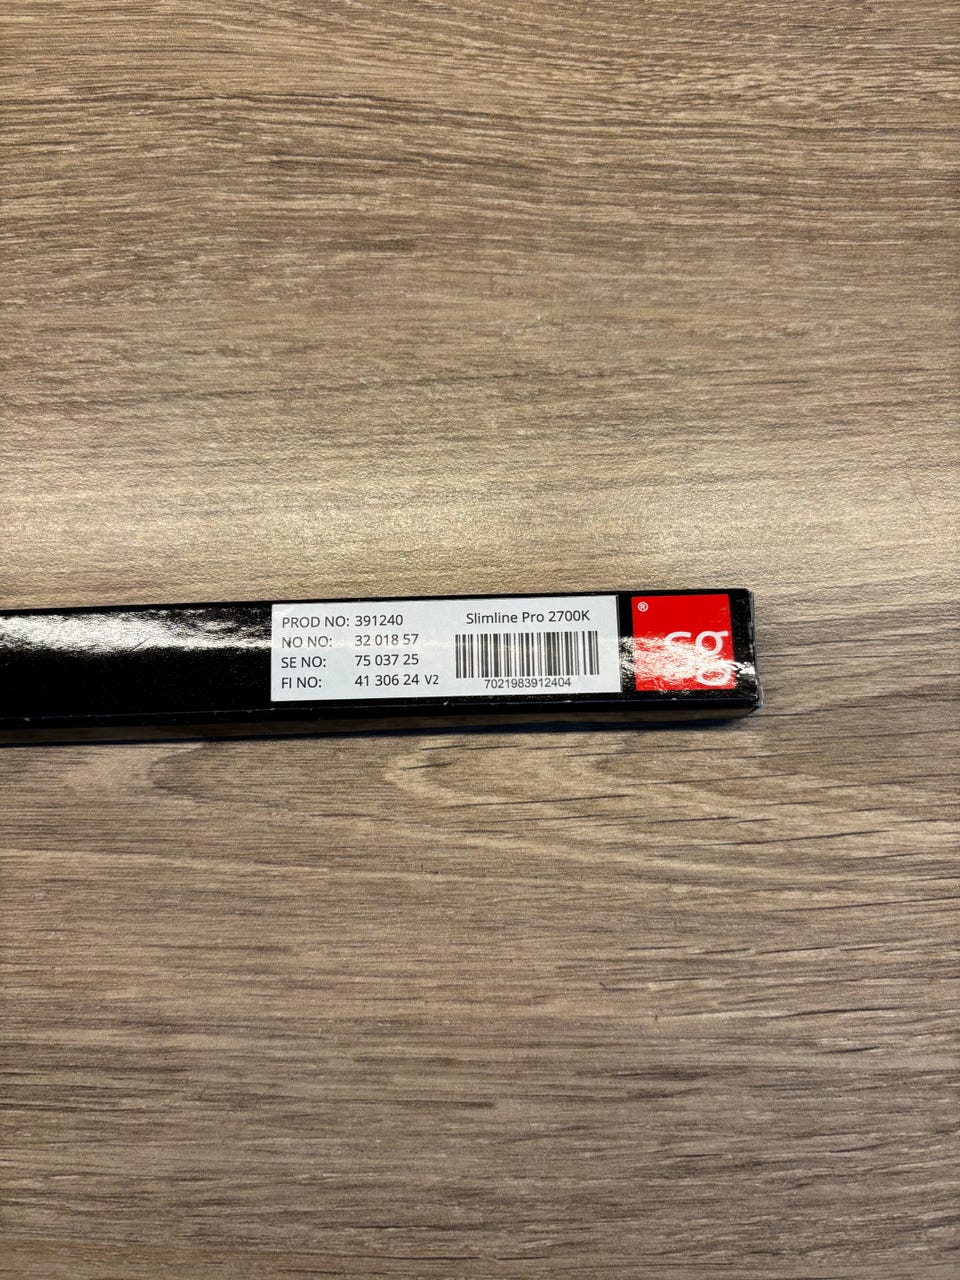 PROD NO: 391240
NO NO: 32 018 57
SE NO: 75 037 25
FI NO: 41 306 24 V2
Slimline Pro 2700K
7021983912404
®
sg